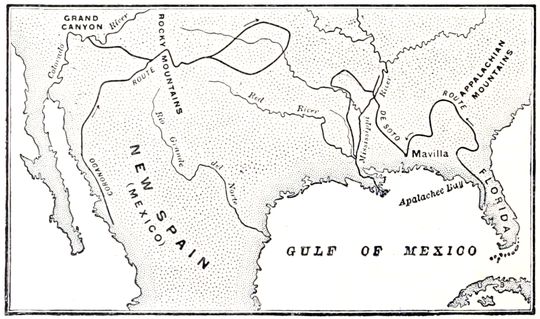 GRAND
CANYON
River
Colorado
ROCKY MOUNTAINS
ROUTE
CORONADO
Rio Grande del Norte
Red River
NEW SPAIN
(MEXICO)
Mississippi River
DE SOTO
ROUTE
APPALACHIAN
MOUNTAINS
Mavilla
Apalachee Bay
FLORIDA
GULF OF MEXICO